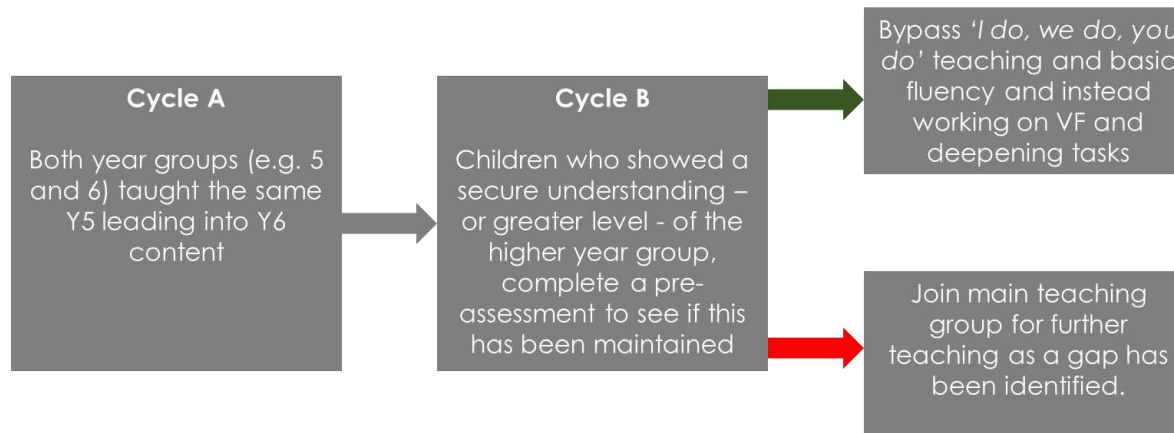 Cycle A
Both year groups (e.g. 5
and 6) taught the same
Y5 leading into Y6
content
Cycle B
Children who showed a
secure understanding –
or greater level - of the
higher year group,
complete a pre-
assessment to see if this
has been maintained
Bypass ‘I do, we do, you
do’ teaching and basic
fluency and instead
working on VF and
deepening tasks
Join main teaching
group for further
teaching as a gap has
been identified.